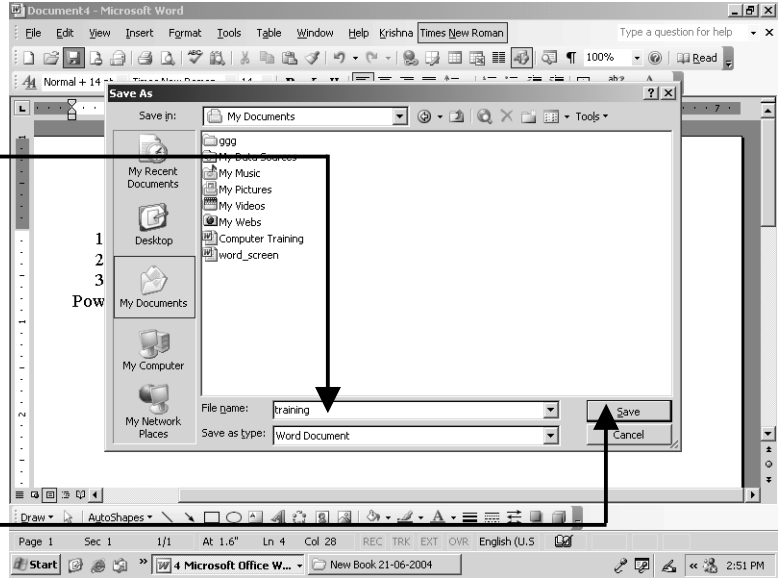 Document4 - Microsoft Word
File Edit View Insert Format Tools Table Window Help Krishna Times New Roman Type a question for help
100% Read
Normal + 14 pt Times New Roman 14
Save As
7
Save in: My Documents Tools
ggg
My Data Sources
My Music
My Pictures
My Videos
My Webs
Computer Training
word_screen
My Recent
Documents
Desktop
My Documents
My Computer
My Network
Places
1
2
3
Pow
File name: training Save
Save as type: Word Document Cancel
Draw AutoShapes
Page 1 Sec 1 1/1 At 1.6" Ln 4 Col 28 REC TRK EXT OVR English (U.S
Start » 4 Microsoft Office W... New Book 21-06-2004 « 2:51 PM